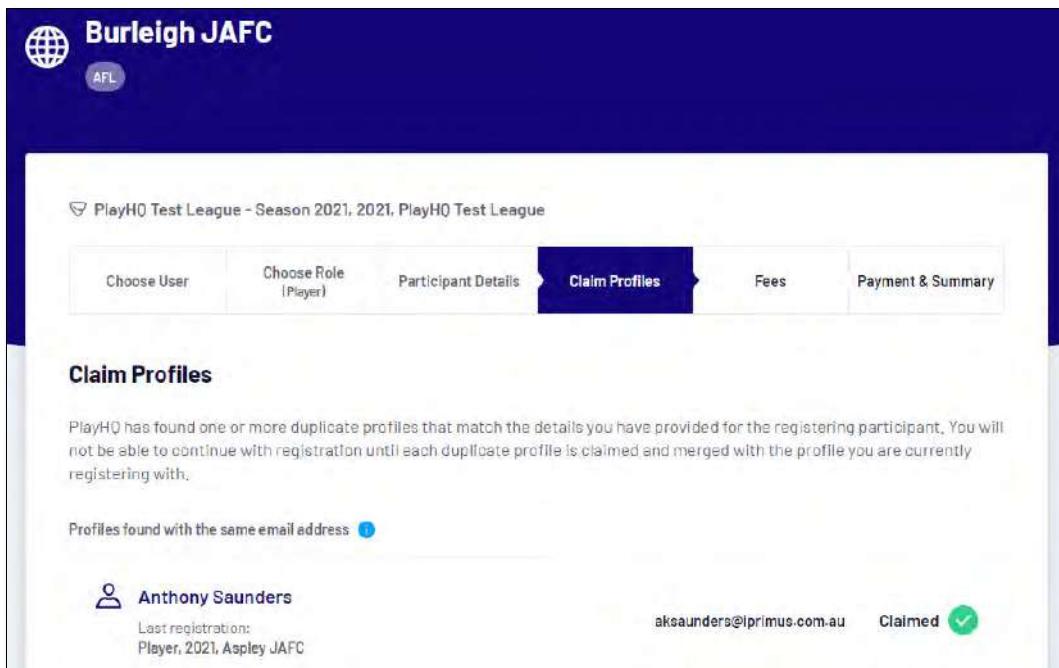 Burleigh JAFC
AFL
PlayHQ Test League - Season 2021, 2021, PlayHQ Test League
Choose User
Choose Role
(Player)
Participant Details
Claim Profiles
Fees
Payment & Summary
Claim Profiles
PlayHQ has found one or more duplicate profiles that match the details you have provided for the registering participant. You will
not be able to continue with registration until each duplicate profile is claimed and merged with the profile you are currently
registering with.
Profiles found with the same email address
Anthony Saunders
Last registration:
Player, 2021, Aspley JAFC
aksaunders@iprimus.com.au
Claimed